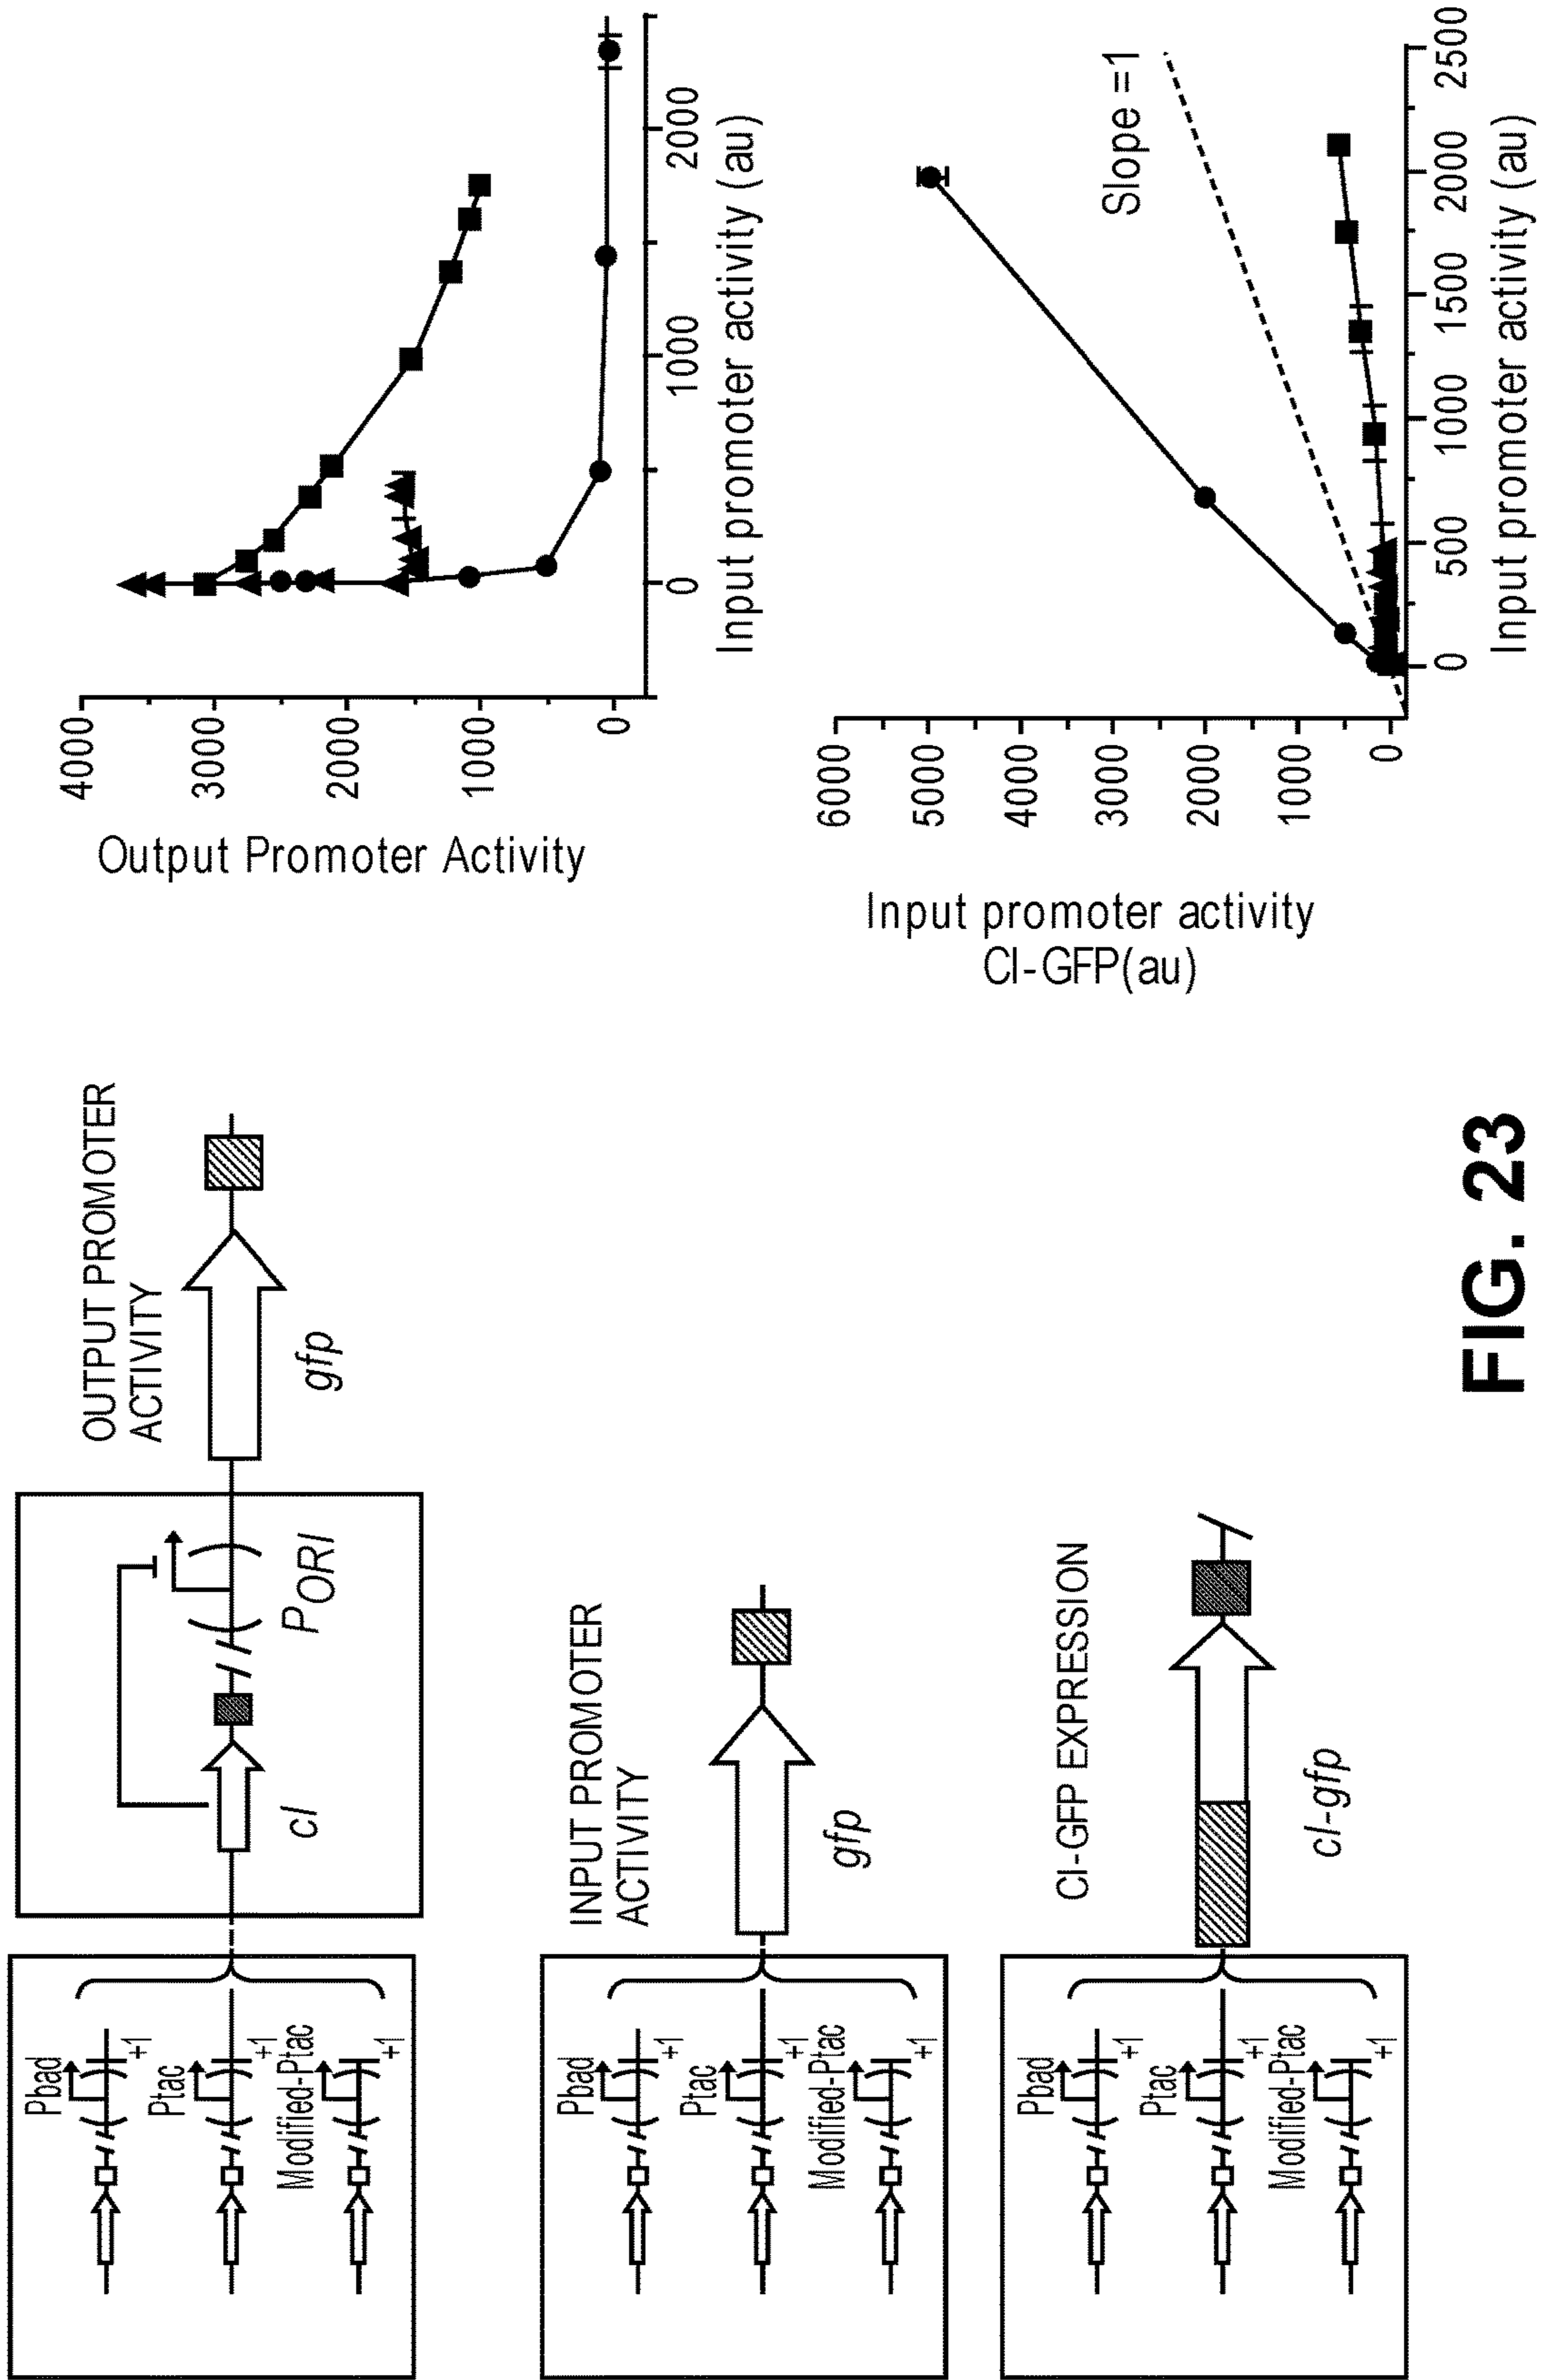 Pbad
+1
Ptac
+1
Modified-Ptac
+1
cI
PORI
OUTPUT PROMOTER
ACTIVITY
gfp
Pbad
+1
Ptac
+1
Modified-Ptac
+1
INPUT PROMOTER
ACTIVITY
gfp
Pbad
+1
Ptac
+1
Modified-Ptac
+1
CI-GFP EXPRESSION
cI-gfp
Output Promoter Activity
4000
3000
2000
1000
0
0
1000
2000
Input promoter activity (au)
Input promoter activity
CI-GFP(au)
6000
5000
4000
3000
2000
1000
0
Slope =1
0
500
1000
1500
2000
2500
Input promoter activity (au)
FIG. 23